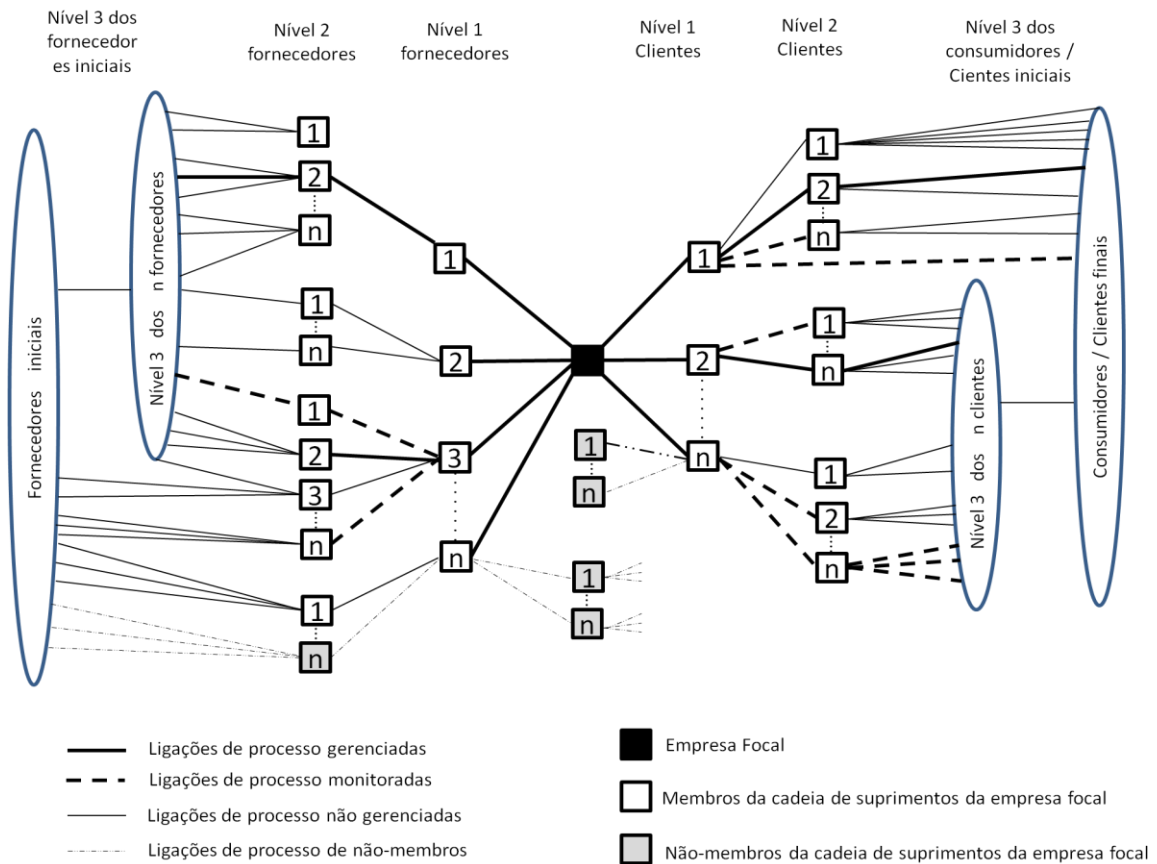 Nível 3 dos
fornecedor
es iniciais
Nível 2
fornecedores
Nível 1
fornecedores
Nível 1
Clientes
Nível 2
Clientes
Nível 3 dos
consumidores /
Cientes iniciais
Fornecedores iniciais
Nível 3 dos n fornecedores
1
2
n
1
n
1
2
3
n
1
n
1
2
3
n
1
n
1
n
1
2
n
1
2
n
1
n
1
2
n
Nível 3 dos n clientes
Consumidores / Clientes finais
Ligações de processo gerenciadas
Ligações de processo monitoradas
Ligações de processo não gerenciadas
Ligações de processo de não-membros
Empresa Focal
Membros da cadeia de suprimentos da empresa focal
Não-membros da cadeia de suprimentos da empresa focal